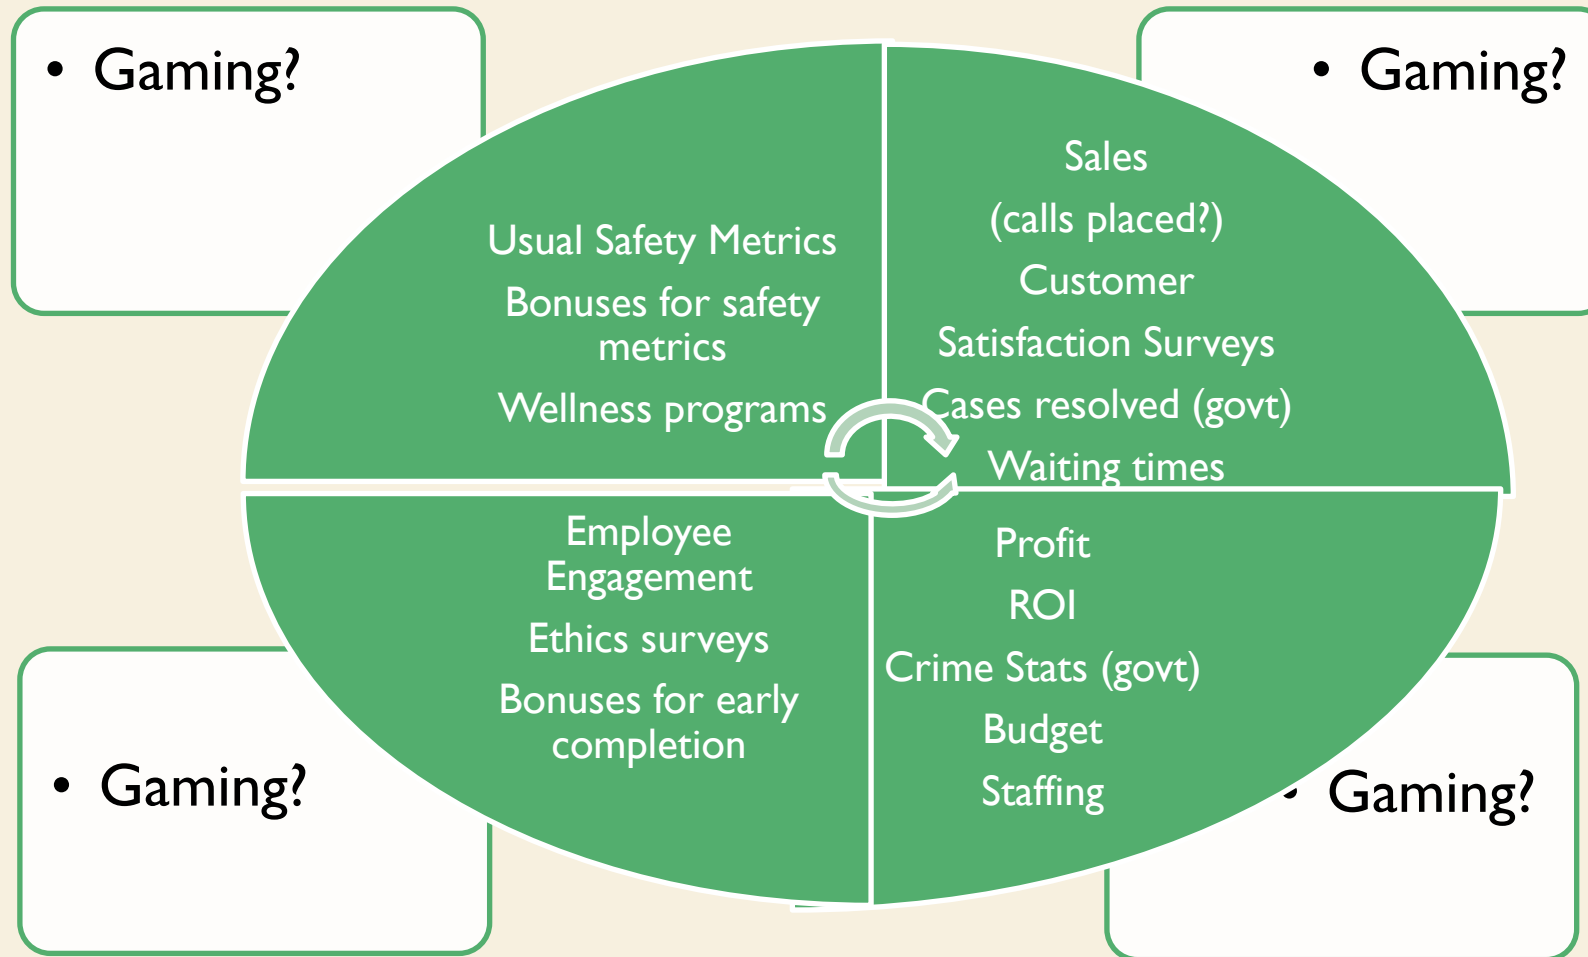 • Gaming?
• Gaming?
Usual Safety Metrics
Bonuses for safety
metrics
Wellness programs
Sales
(calls placed?)
Customer
Satisfaction Surveys
Cases resolved (govt)
Waiting times
Employee
Engagement
Ethics surveys
Bonuses for early
completion
Profit
ROI
Crime Stats (govt)
Budget
Staffing
• Gaming?
• Gaming?